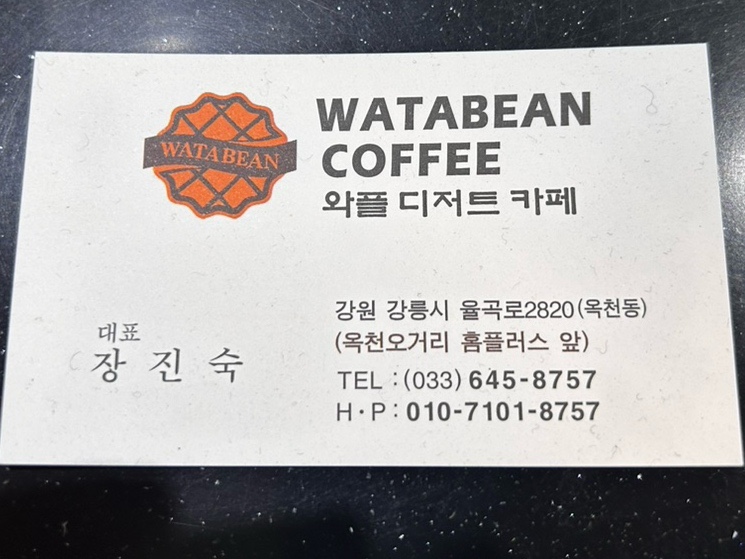 WATABEAN
WATABEAN
COFFEE
와플 디저트 카페
대표
장 진 숙
강원 강릉시 율곡로2820(옥천동)
(옥천오거리 홈플러스 앞)
TEL : (033) 645-8757
H·P : 010-7101-8757